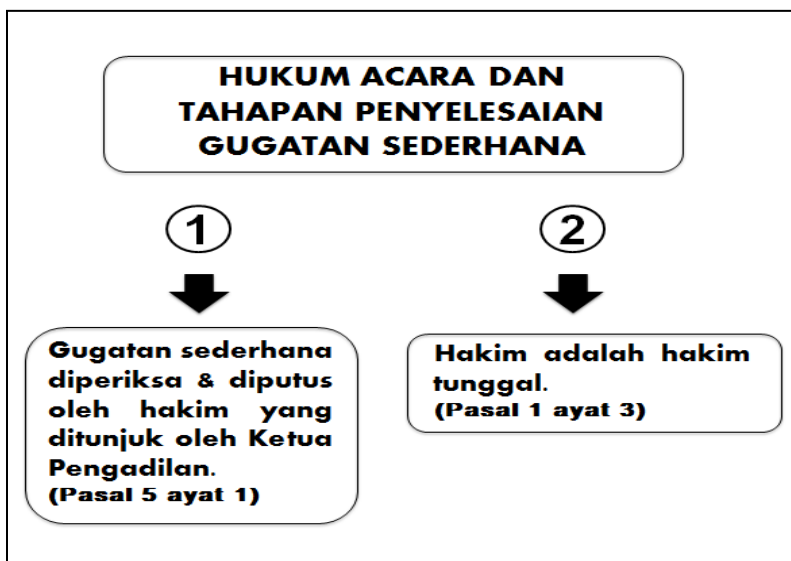 HUKUM ACARA DAN
TAHAPAN PENYELESAIAN
GUGATAN SEDERHANA
1
2
Gugatan sederhana
diperiksa & diputus
oleh hakim yang
ditunjuk oleh Ketua
Pengadilan.
(Pasal 5 ayat 1)
Hakim adalah hakim
tunggal.
(Pasal 1 ayat 3)